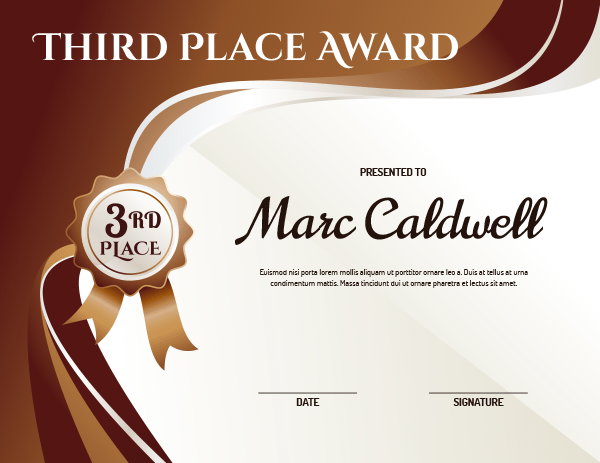 THIRD PLACE AWARD
PRESENTED TO
Marc Caldwell
3RD
PLACE
Euismod nisi porta lorem mollis aliquam ut porttitor ornare leo a. Duis at tellus at urna
condimentum mattis. Massa tincidunt dui ut ornare pharetra et lectus sit amet.
DATE
SIGNATURE